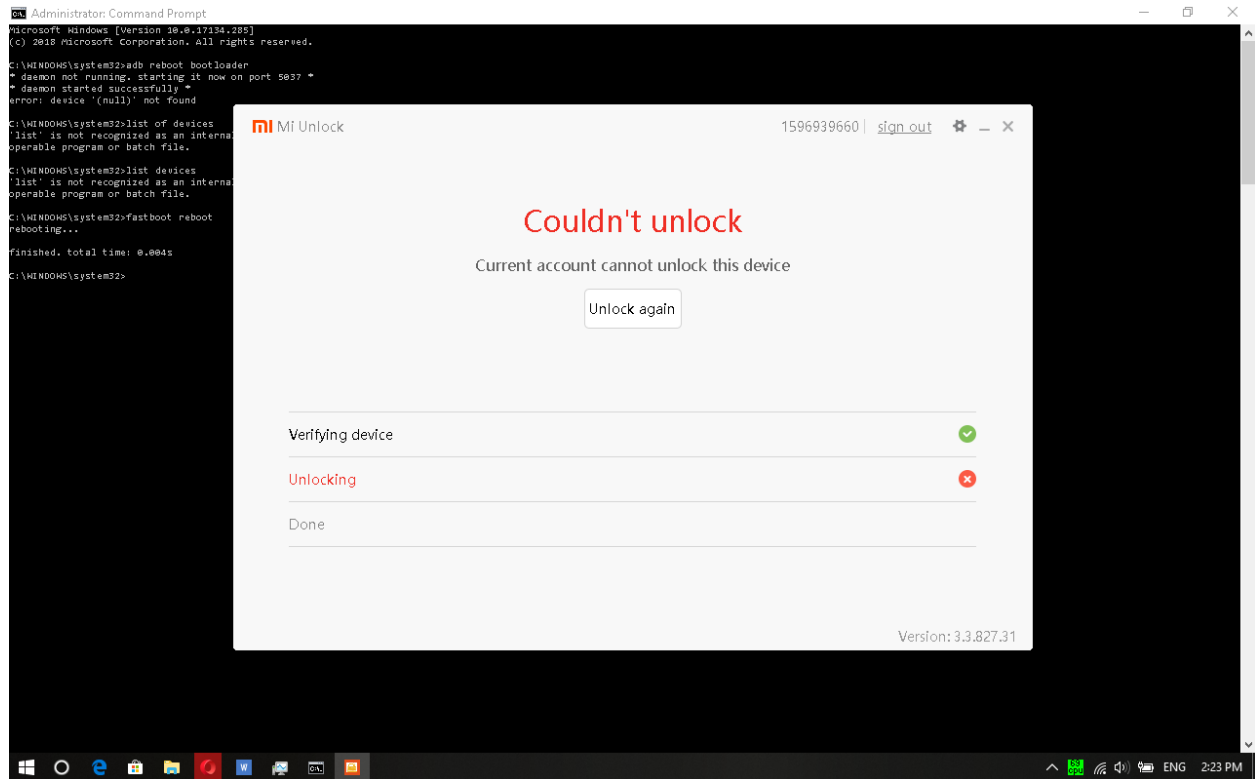 Administrator: Command Prompt
Microsoft Windows [Version 10.0.17134.285]
(c) 2018 Microsoft Corporation. All rights reserved.
C:\WINDOWS\system32>adb reboot bootloader
* daemon not running. starting it now on port 5037 *
* daemon started successfully *
error: device '(null)' not found
C:\WINDOWS\system32>list of devices
'list' is not recognized as an interna
operable program or batch file.
C:\WINDOWS\system32>list devices
'list' is not recognized as an interna
operable program or batch file.
C:\WINDOWS\system32>fastboot reboot
rebooting...
finished. total time: 0.004s
C:\WINDOWS\system32>
Mi Unlock
1596939660 sign out
Couldn't unlock
Current account cannot unlock this device
Unlock again
Verifying device
Unlocking
Done
Version: 3.3.827.31
ENG 2:23 PM